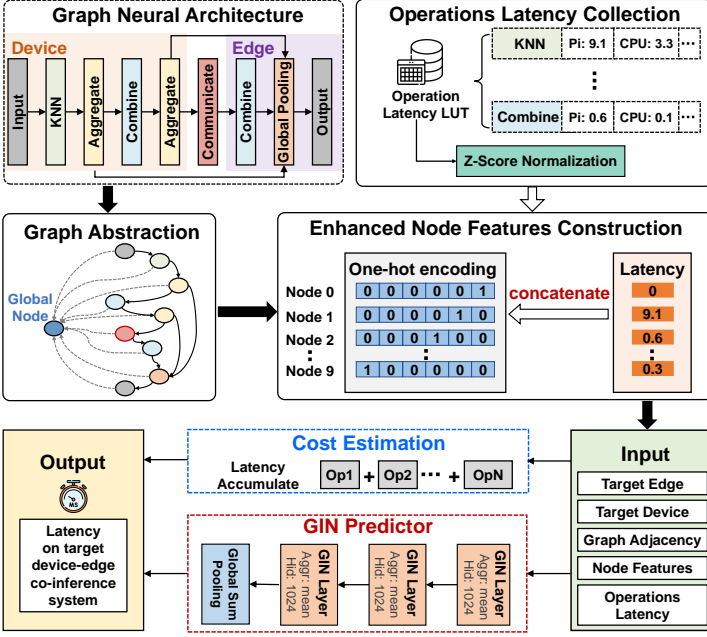 Graph Neural Architecture
Device
Edge
Input
KNN
Aggregate
Combine
Aggregate
Communicate
Combine
Global Pooling
Output
Operations Latency Collection
Operation
Latency LUT
KNN
Pi: 9.1
CPU: 3.3
...
Combine
Pi: 0.6
CPU: 0.1
...
Z-Score Normalization
Graph Abstraction
Global
Node
Enhanced Node Features Construction
One-hot encoding
Latency
Node 0
0 0 0 0 0 1
0
Node 1
0 0 0 0 1 0
9.1
Node 2
0 0 0 1 0 0
0.6
Node 9
1 0 0 0 0 0
0.3
concatenate
Output
MS
Latency
on target
device-edge
co-inference
system
Cost Estimation
Latency
Accumulate
Op1 + Op2 ... + OpN
GIN Predictor
Global Sum
Pooling
GIN Layer
Aggr: mean
Hid: 1024
GIN Layer
Aggr: mean
Hid: 1024
GIN Layer
Aggr: mean
Hid: 1024
Input
Target Edge
Target Device
Graph Adjacency
Node Features
Operations
Latency